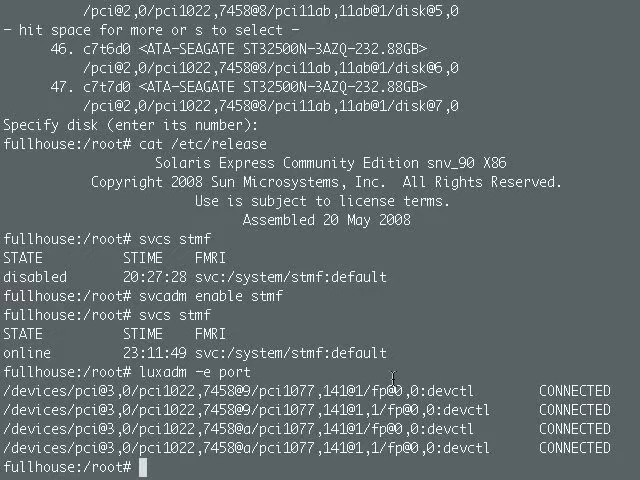 /pci@2,0/pci1022,7458@8/pci11ab,11ab@1/disk@5,0
- hit space for more or s to select -
46. c7t6d0 <ATA-SEAGATE ST32500N-3AZQ-232.88GB>
/pci@2,0/pci1022,7458@8/pci11ab,11ab@1/disk@6,0
47. c7t7d0 <ATA-SEAGATE ST32500N-3AZQ-232.88GB>
/pci@2,0/pci1022,7458@8/pci11ab,11ab@1/disk@7,0
Specify disk (enter its number):
fullhouse:/root# cat /etc/release
Solaris Express Community Edition snv_90 X86
Copyright 2008 Sun Microsystems, Inc.  All Rights Reserved.
Use is subject to license terms.
Assembled 20 May 2008
fullhouse:/root# svcs stmf
STATE          STIME    FMRI
disabled       20:27:28 svc:/system/stmf:default
fullhouse:/root# svcadm enable stmf
fullhouse:/root# svcs stmf
STATE          STIME    FMRI
online         23:11:49 svc:/system/stmf:default
fullhouse:/root# luxadm -e port
/devices/pci@3,0/pci1022,7458@9/pci1077,141@1/fp@0,0:devctl        CONNECTED
/devices/pci@3,0/pci1022,7458@9/pci1077,141@1,1/fp@0,0:devctl      CONNECTED
/devices/pci@3,0/pci1022,7458@a/pci1077,141@1/fp@0,0:devctl        CONNECTED
/devices/pci@3,0/pci1022,7458@a/pci1077,141@1,1/fp@0,0:devctl      CONNECTED
fullhouse:/root#